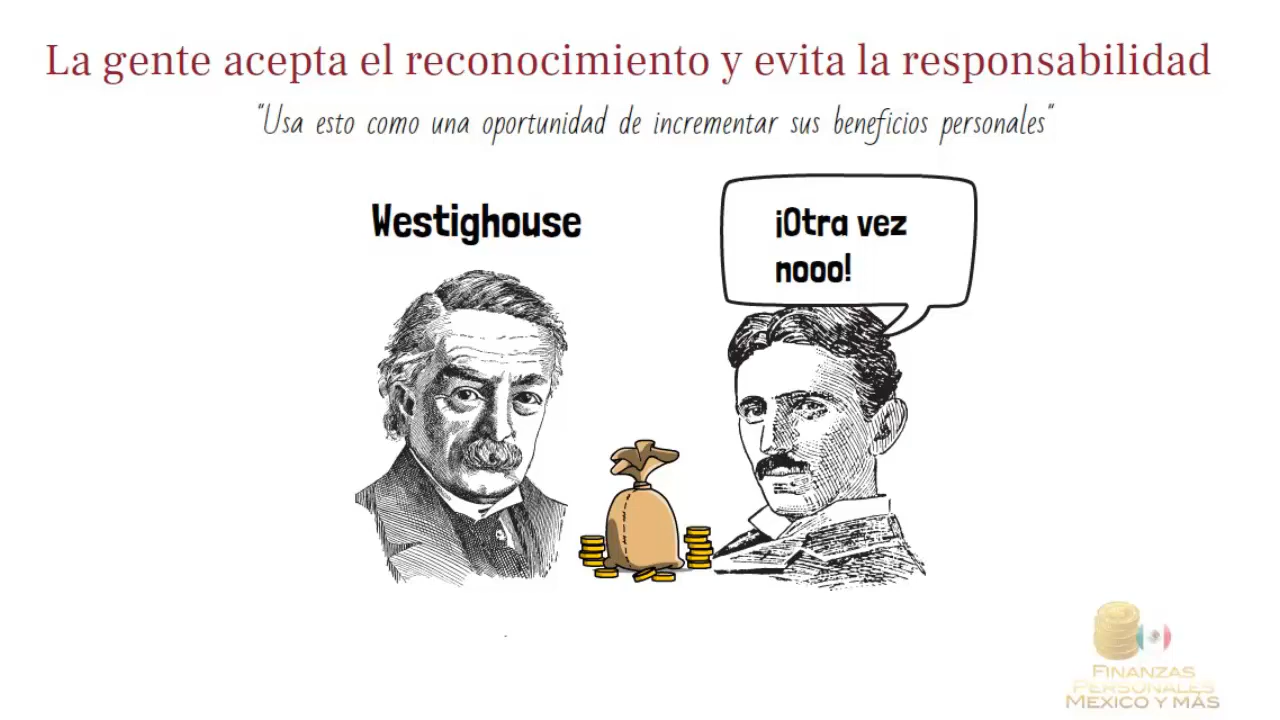 La gente acepta el reconocimiento y evita la responsabilidad
"Usa esto como una oportunidad de incrementar sus beneficios personales"
Westighouse
¡Otra vez
nooo!
FINANZAS
PERSONALES
MEXICO Y MÁS